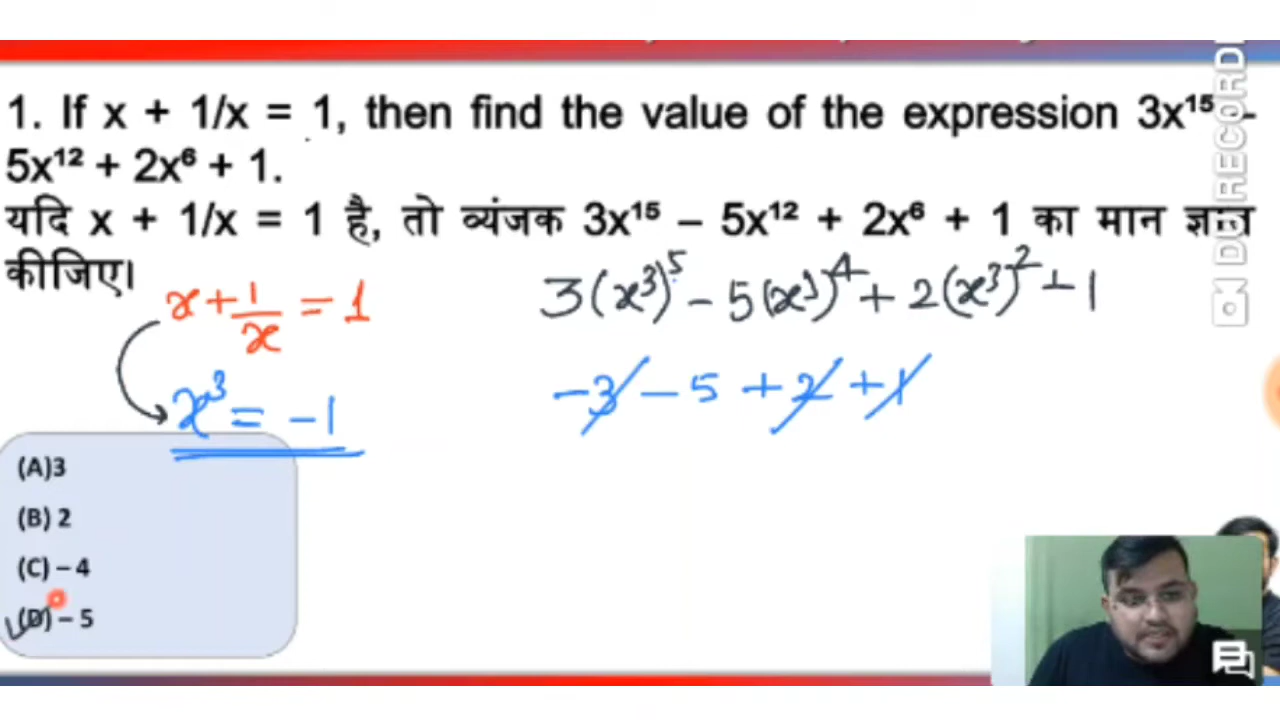 1. If x + 1/x = 1, then find the value of the expression 3x¹⁵ -
5x¹² + 2x⁶ + 1.
यदि x + 1/x = 1 है, तो व्यंजक 3x¹⁵ – 5x¹² + 2x⁶ + 1 का मान ज्ञात
कीजिए।
x + 1/x = 1
x³ = -1
3(x³)⁵ - 5(x³)⁴ + 2(x³)² + 1
-3 - 5 + 2 + 1
(A)3
(B) 2
(C) – 4
(D) – 5
DU RECORD